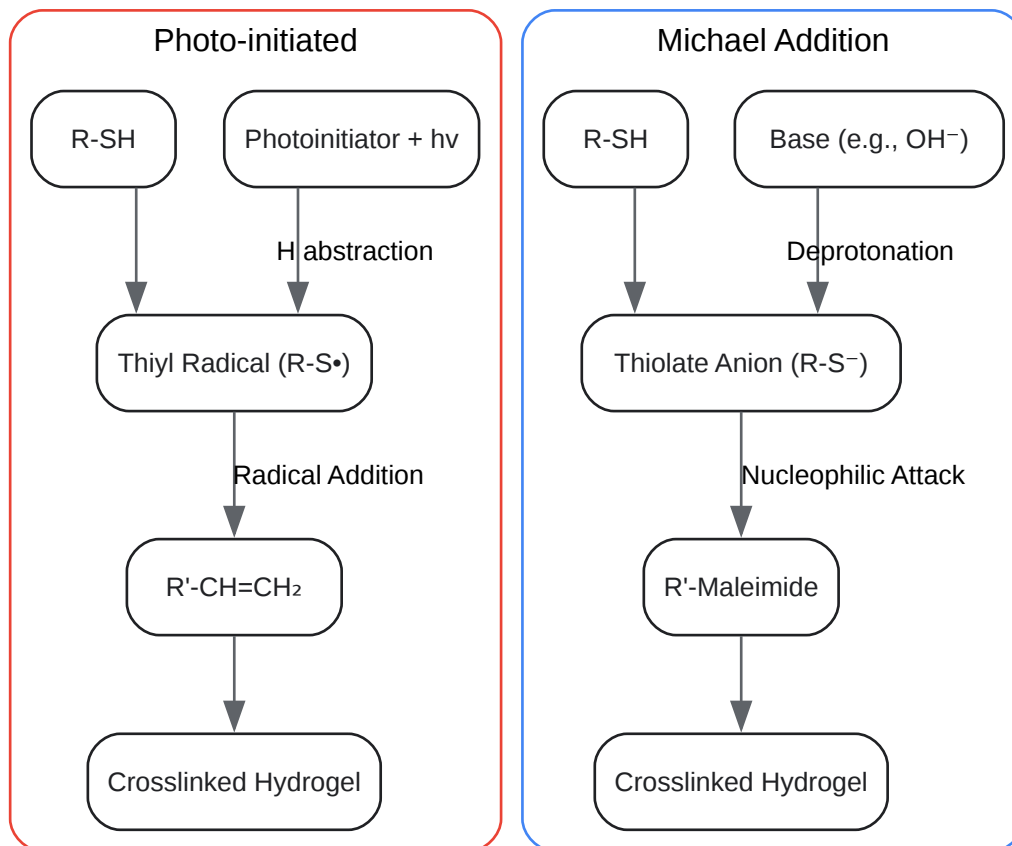 Photo-initiated
R-SH
Photoinitiator + hν
H abstraction
Thiyl Radical (R-S•)
Radical Addition
R'-CH=CH₂
Crosslinked Hydrogel
Michael Addition
R-SH
Base (e.g., OH⁻)
Deprotonation
Thiolate Anion (R-S⁻)
Nucleophilic Attack
R'-Maleimide
Crosslinked Hydrogel